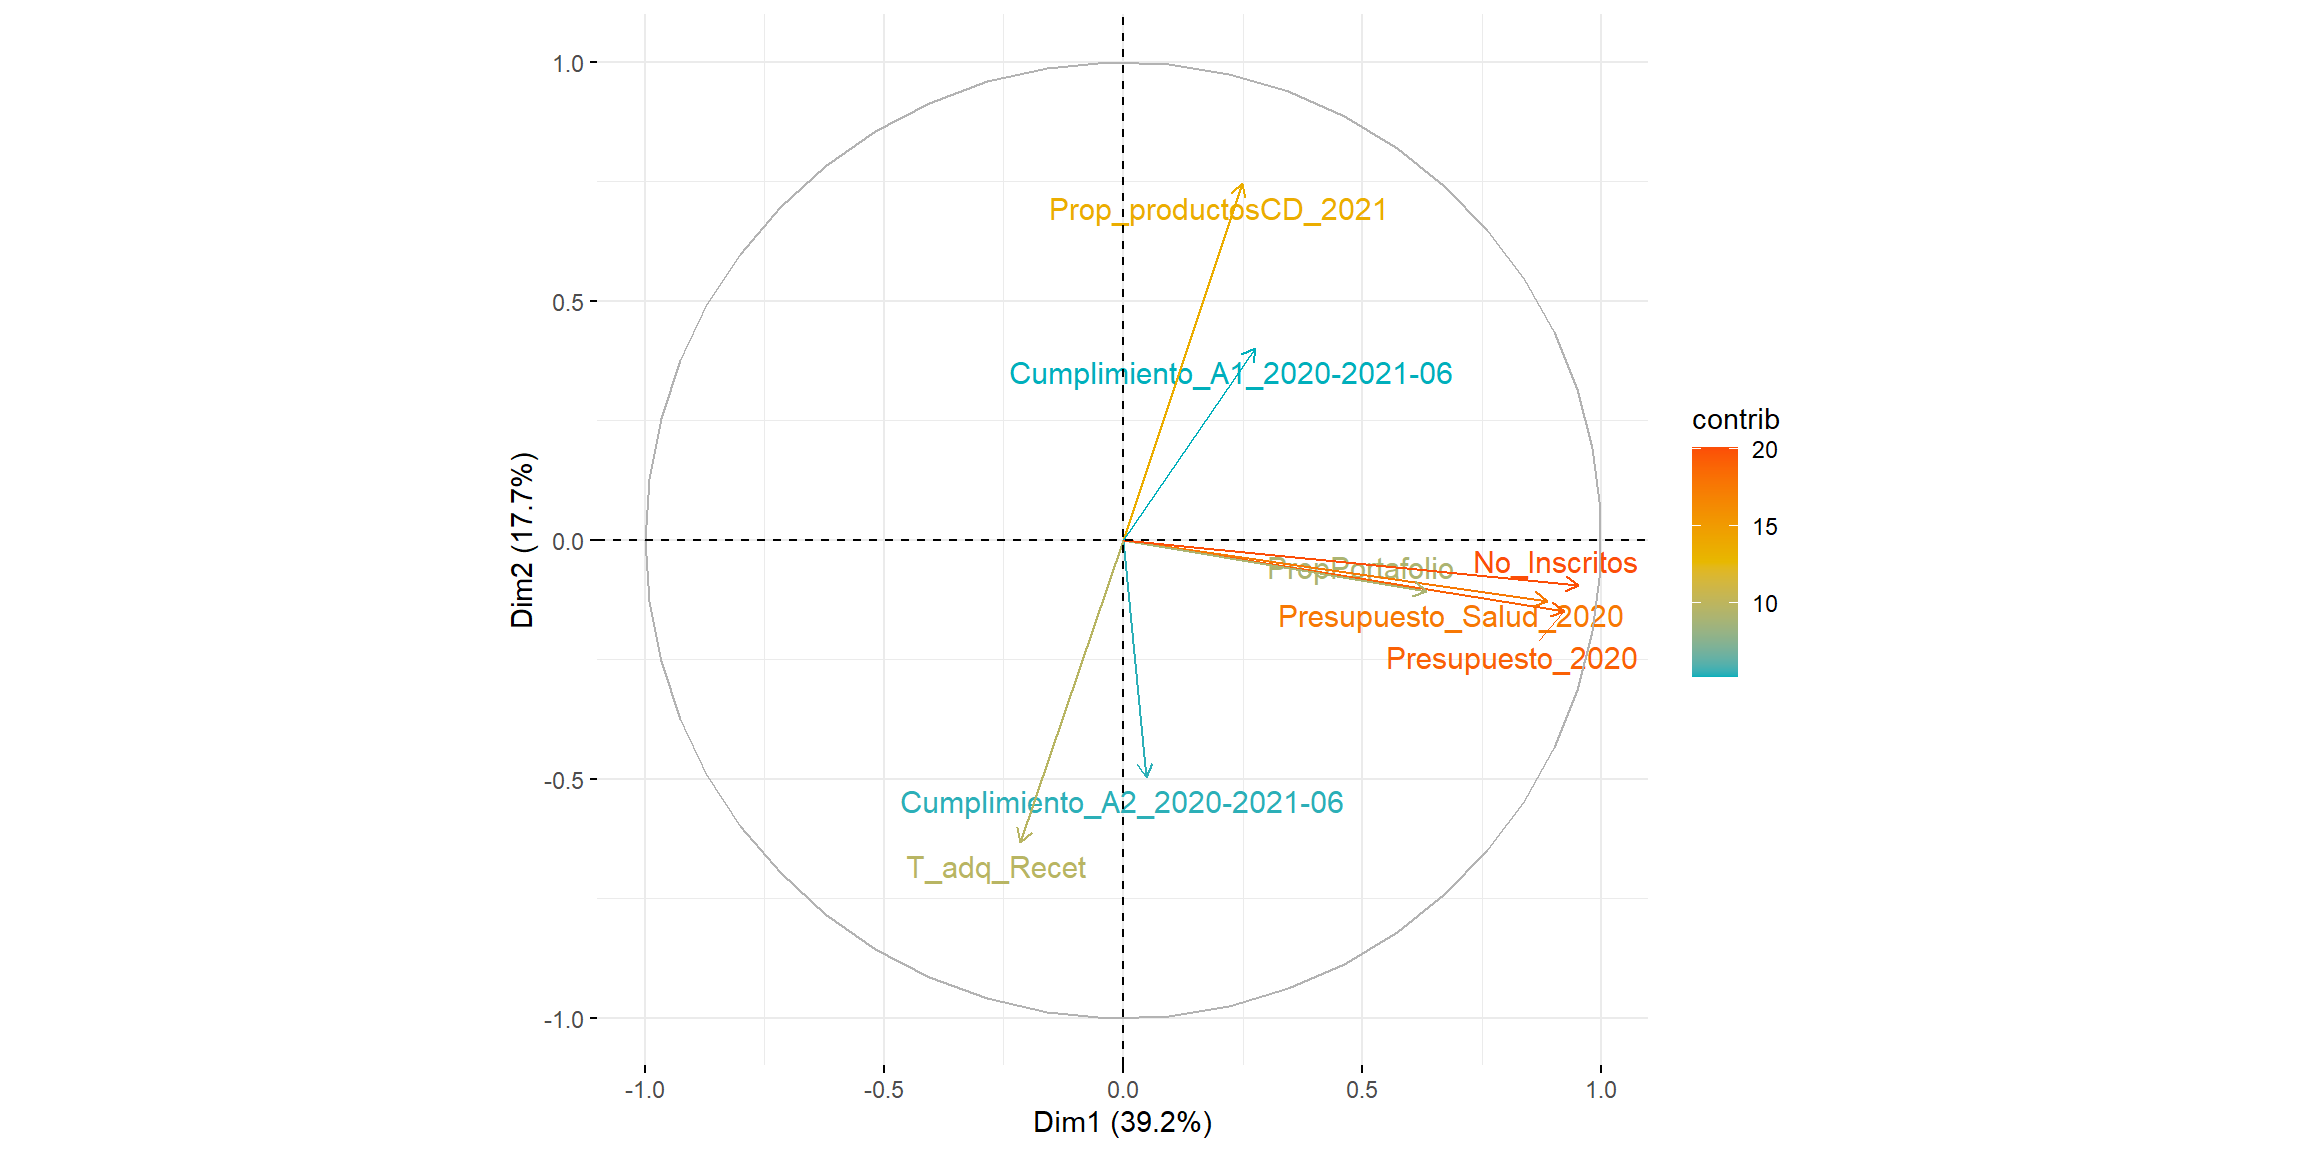 1.0
0.5
0.0
-0.5
-1.0
Dim2 (17.7%)
Prop_productosCD_2021
Cumplimiento_A1_2020-2021-06
No_Inscritos
PropPortafolio
Presupuesto_Salud_2020
Presupuesto_2020
Cumplimiento_A2_2020-2021-06
T_adq_Recet
-1.0
-0.5
0.0
0.5
1.0
Dim1 (39.2%)
contrib
20
15
10